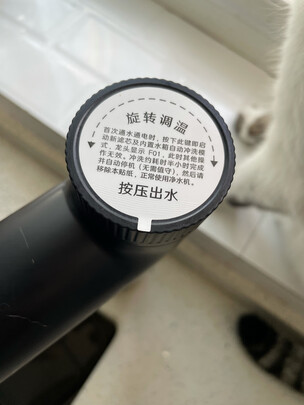 旋转调温
首次通水通电时，按下此键即启
动新滤芯及内置水箱自动冲洗模
式，龙头显示 F01，此时其他操
作无效。冲洗约耗时半小时完成
并自动停机（无需值守），然后请
移除本贴纸，正常使用净水机。
按压出水